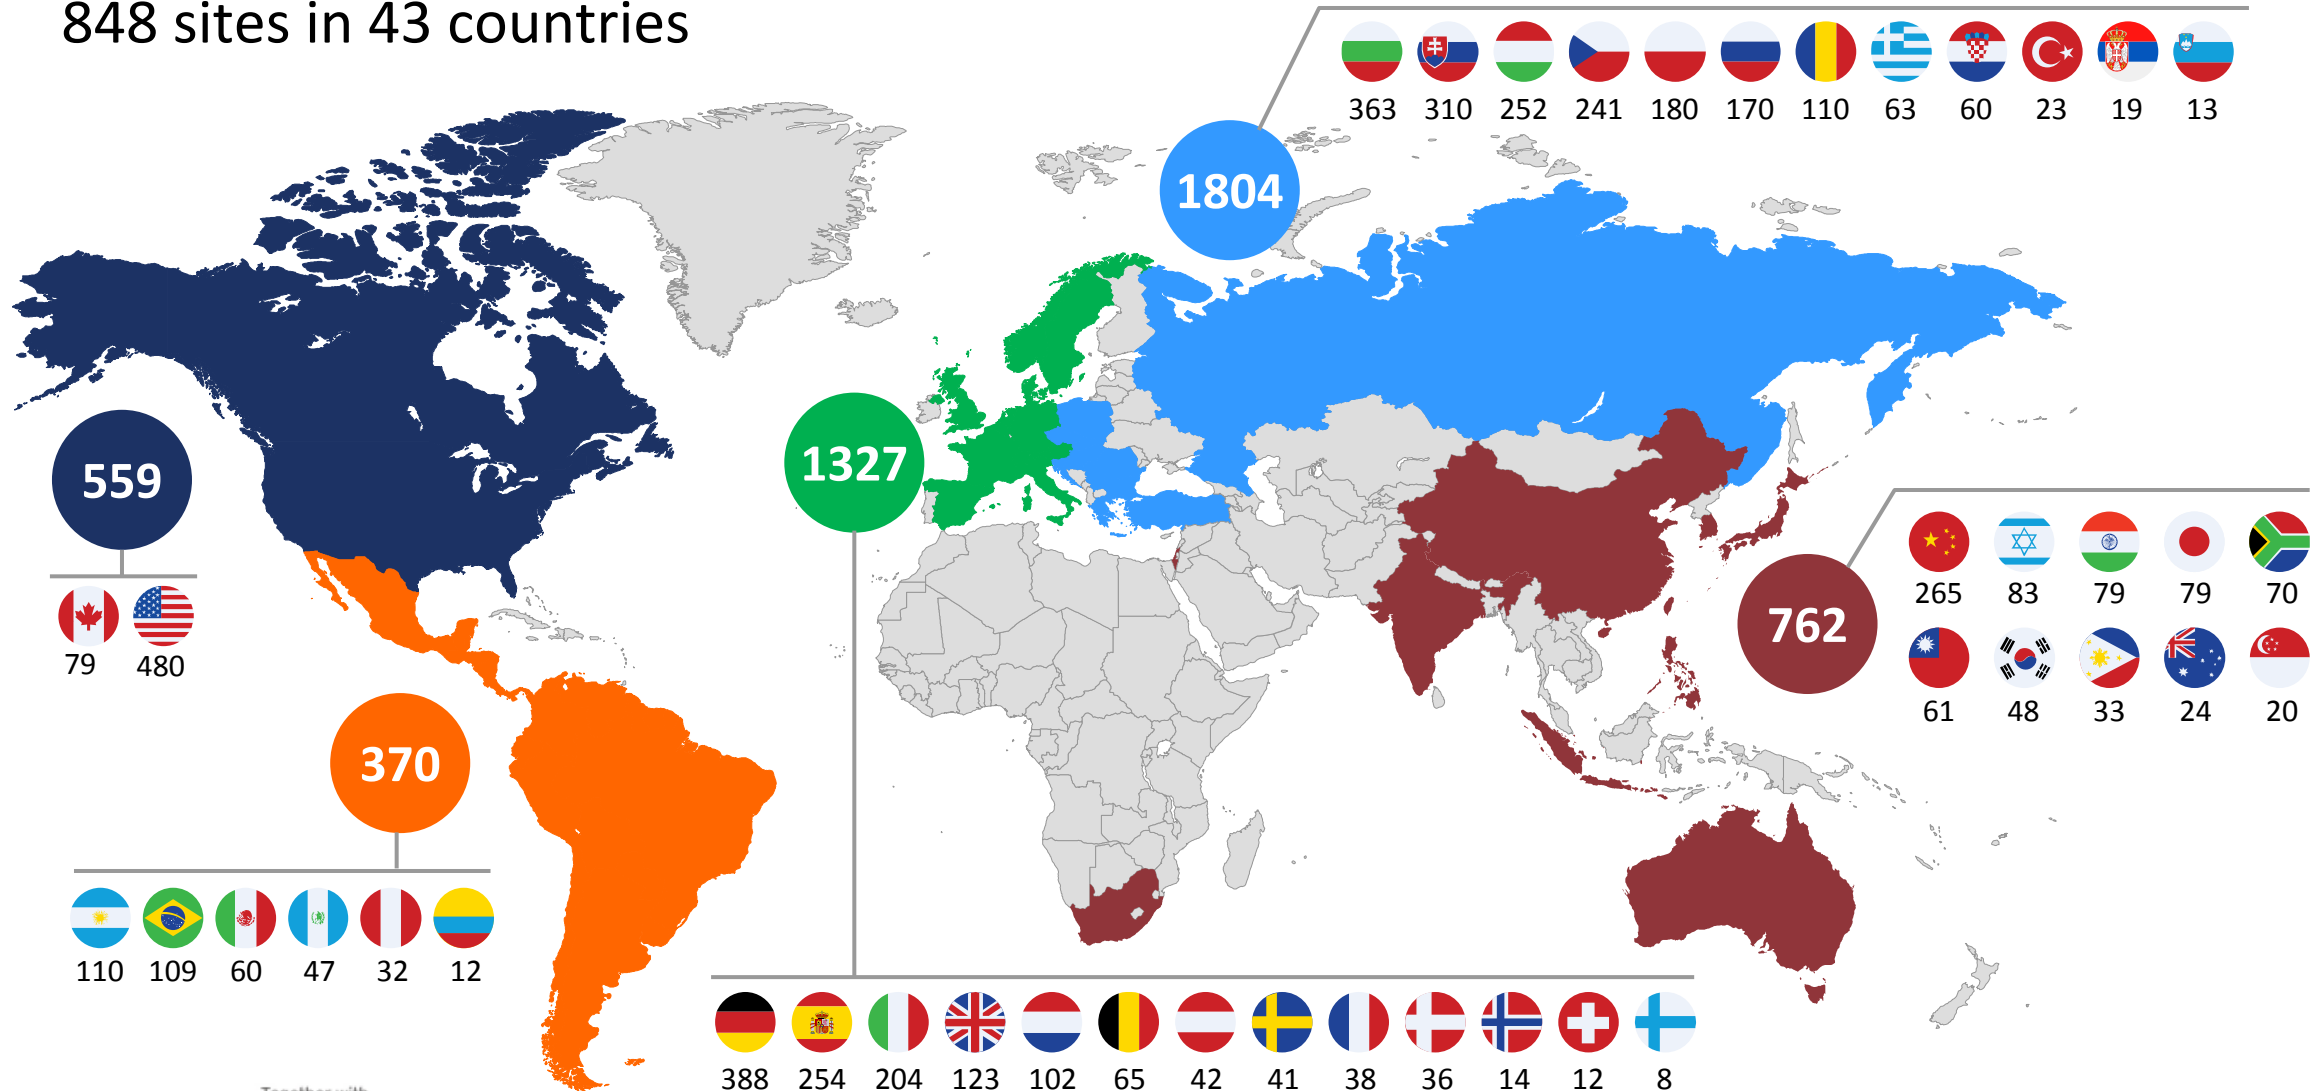 848 sites in 43 countries
363 310 252 241 180 170 110 63 60 23 19 13
1804
559
79 480
1327
762
265 83 79 79 70
61 48 33 24 20
370
110 109 60 47 32 12
388 254 204 123 102 65 42 41 38 36 14 12 8
Together with